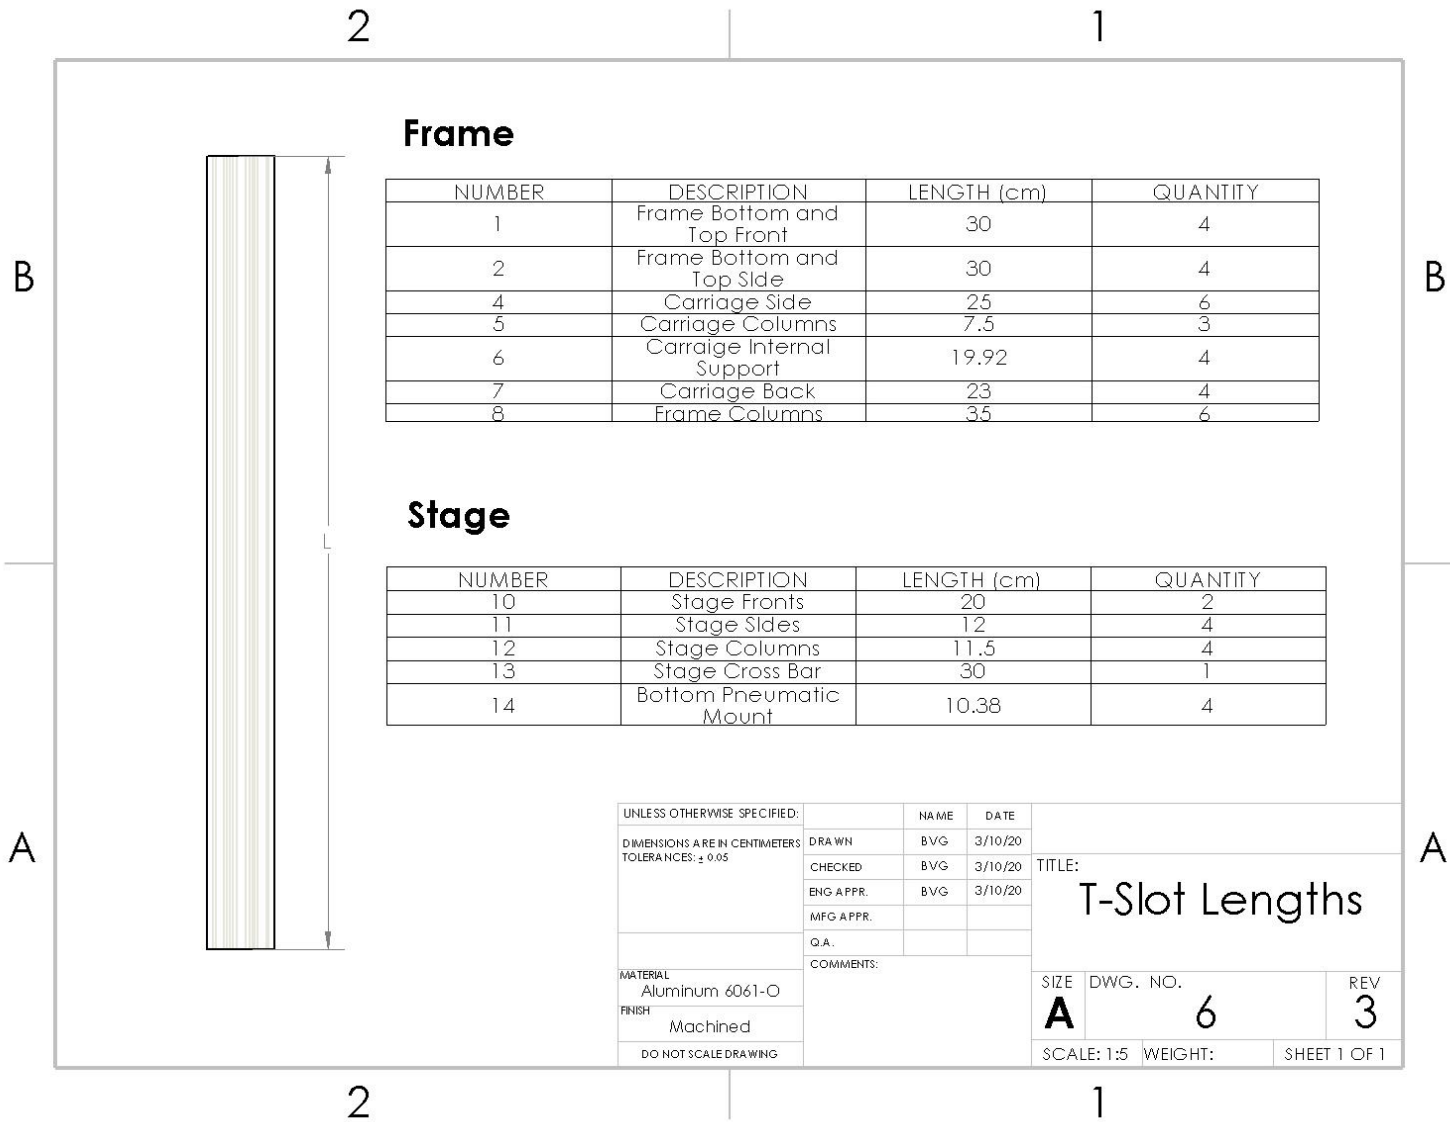 2 1
Frame
NUMBER DESCRIPTION LENGTH (cm) QUANTITY
1 Frame Bottom and Top Front 30 4
2 Frame Bottom and Top SIde 30 4
4 Carriage Side 25 6
5 Carriage Columns 7.5 3
6 Carraige Internal Support 19.92 4
7 Carriage Back 23 4
8 Frame Columns 35 6
B B
L
Stage
NUMBER DESCRIPTION LENGTH (cm) QUANTITY
10 Stage Fronts 20 2
11 Stage SIdes 12 4
12 Stage Columns 11.5 4
13 Stage Cross Bar 30 1
14 Bottom Pneumatic Mount 10.38 4
A A
UNLESS OTHERWISE SPECIFIED:
DIMENSIONS ARE IN CENTIMETERS
TOLERANCES: ± 0.05
MATERIAL
Aluminum 6061-O
FINISH
Machined
DO NOT SCALE DRAWING
NAME DATE
DRAWN BVG 3/10/20
CHECKED BVG 3/10/20
ENG APPR. BVG 3/10/20
MFG APPR.
Q.A.
COMMENTS:
TITLE:
T-Slot Lengths
SIZE DWG. NO. REV
A 6 3
SCALE: 1:5 WEIGHT: SHEET 1 OF 1
2 1